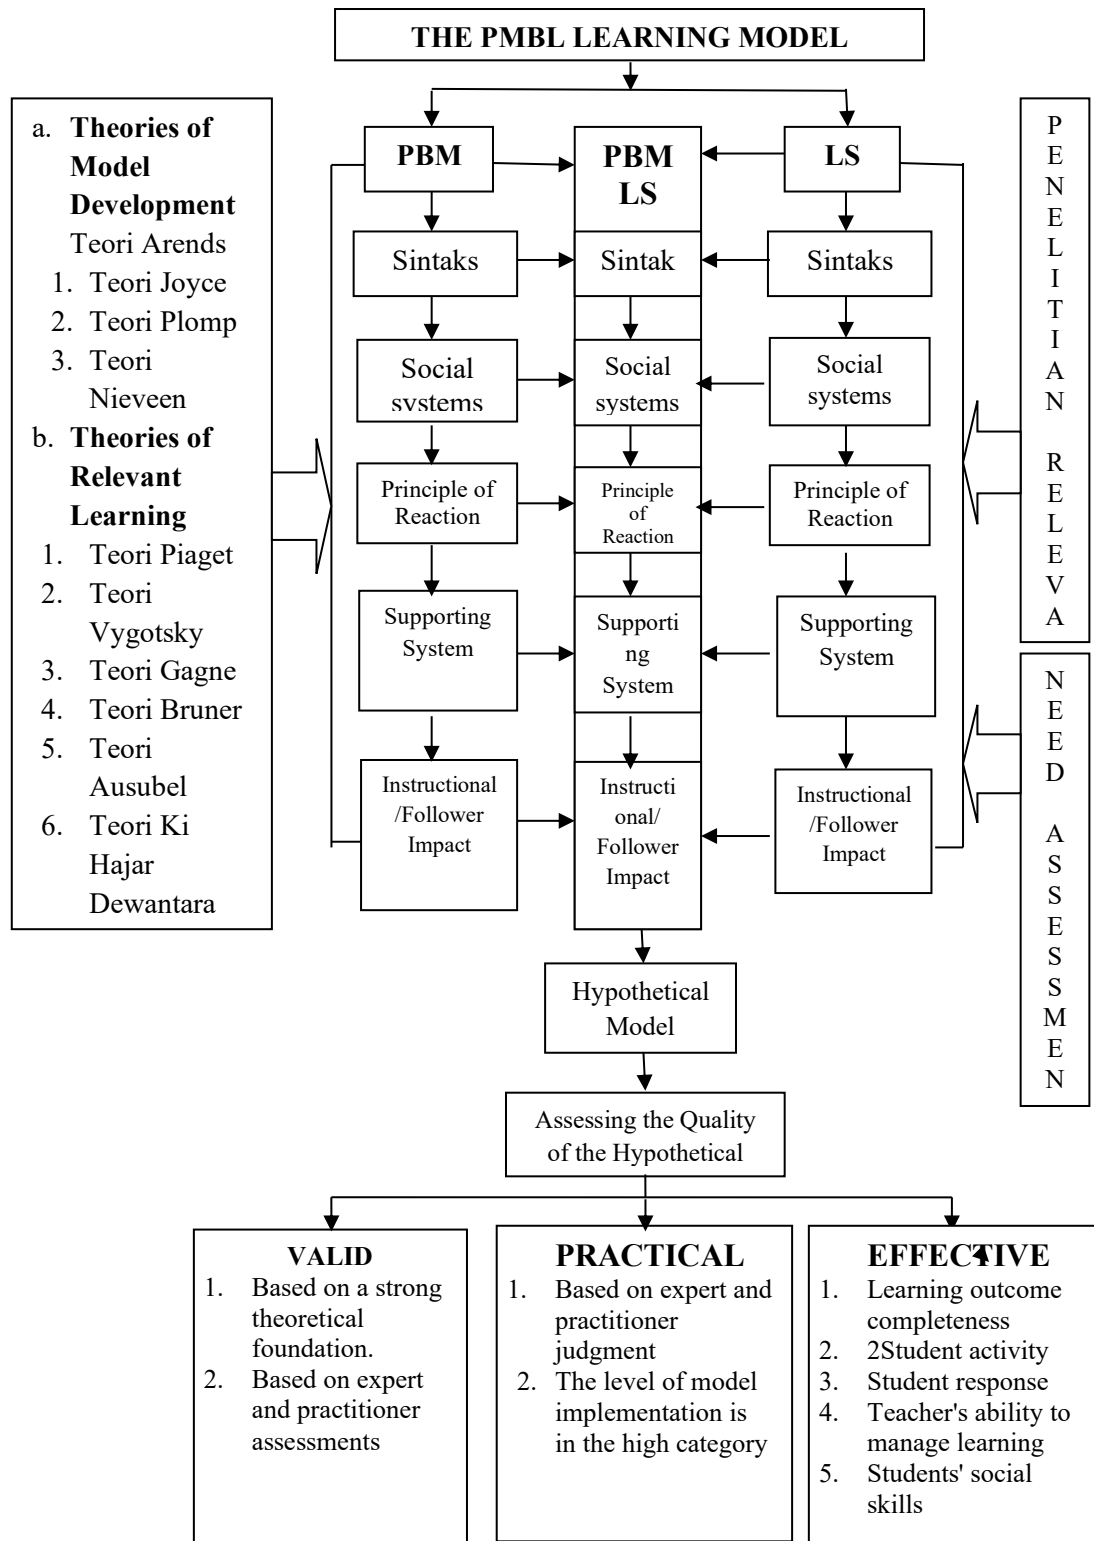 THE PMBL LEARNING MODEL
a. Theories of
Model
Development
Teori Arends
1. Teori Joyce
2. Teori Plomp
3. Teori
Nieveen
b. Theories of
Relevant
Learning
1. Teori Piaget
2. Teori
Vygotsky
3. Teori Gagne
4. Teori Bruner
5. Teori
Ausubel
6. Teori Ki
Hajar
Dewantara
PBM
Sintaks
Social
systems
Principle of
Reaction
Supporting
System
Instructional
/Follower
Impact
PBM
LS
Sintak
Social
systems
Principle
of
Reaction
Supporti
ng
System
Instructi
onal/
Follower
Impact
LS
Sintaks
Social
systems
Principle of
Reaction
Supporting
System
Instructional
/Follower
Impact
P
E
N
E
L
I
T
I
A
N
R
E
L
E
V
A
N
E
E
D
A
S
S
E
S
S
M
E
N
Hypothetical
Model
Assessing the Quality
of the Hypothetical
VALID
1. Based on a strong
theoretical
foundation.
2. Based on expert
and practitioner
assessments
PRACTICAL
1. Based on expert and
practitioner
judgment
2. The level of model
implementation is
in the high category
EFFECTIVE
1. Learning outcome
completeness
2. 2Student activity
3. Student response
4. Teacher's ability to
manage learning
5. Students' social
skills